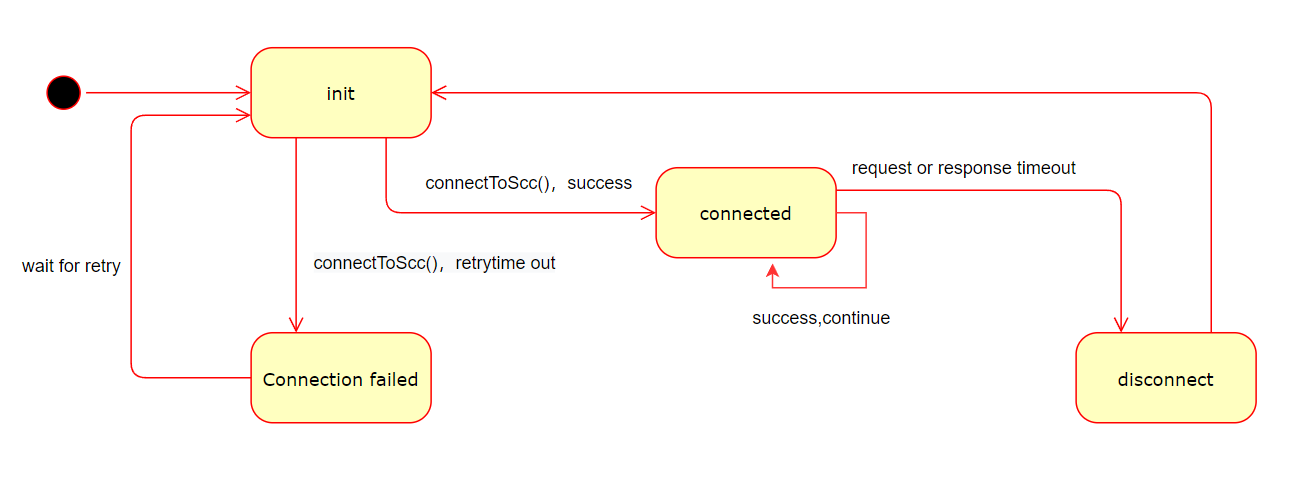 init
request or response timeout
connectToScc()，success
connected
wait for retry
connectToScc()，retrytime out
success,continue
Connection failed
disconnect